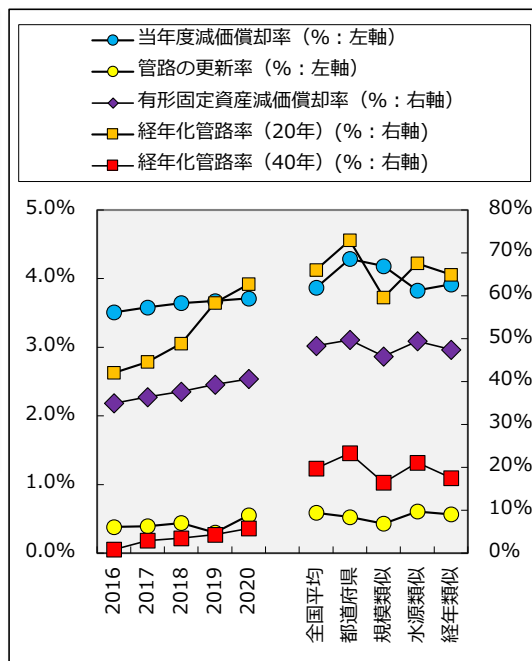 当年度減価償却率（%：左軸）
管路の更新率（%：左軸）
有形固定資産減価償却率（%：右軸）
経年化管路率（20年）(%：右軸)
経年化管路率（40年）(%：右軸)
5.0%
4.0%
3.0%
2.0%
1.0%
0.0%
80%
70%
60%
50%
40%
30%
20%
10%
0%
2016
2017
2018
2019
2020
全国平均
都道府県
規模類似
水源類似
経年類似